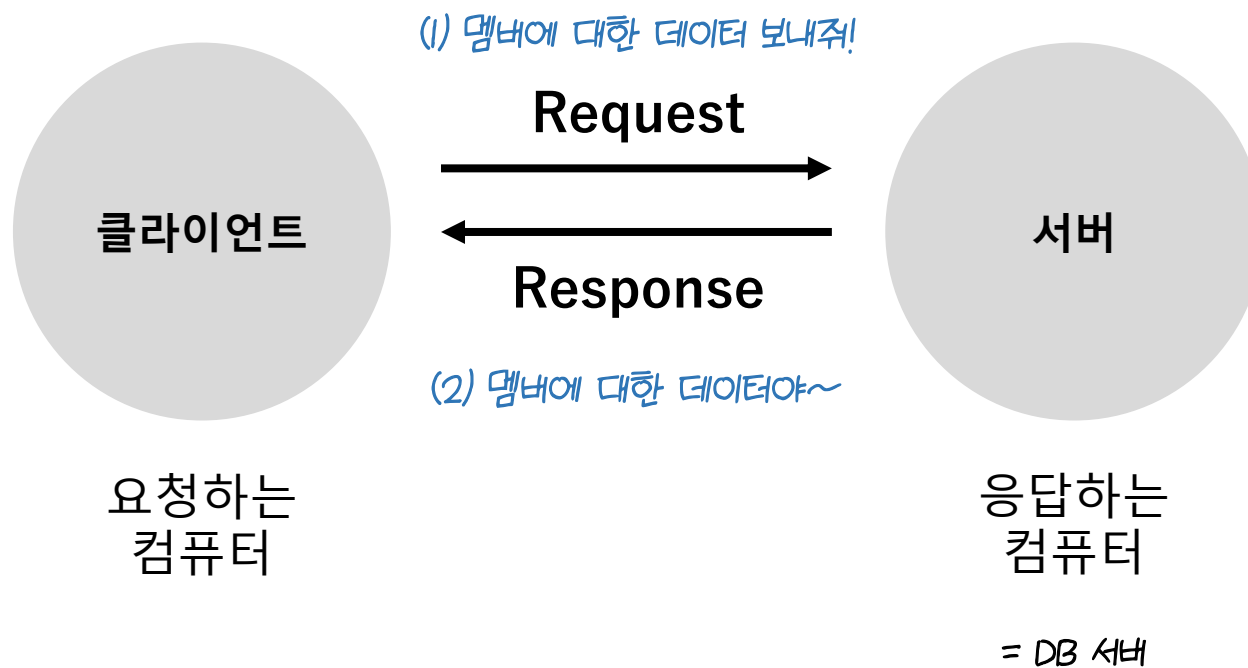 (1) 멤버에 대한 데이터 보내줘!
Request
클라이언트
서버
Response
(2) 멤버에 대한 데이터야~
요청하는
컴퓨터
응답하는
컴퓨터
= DB 서버